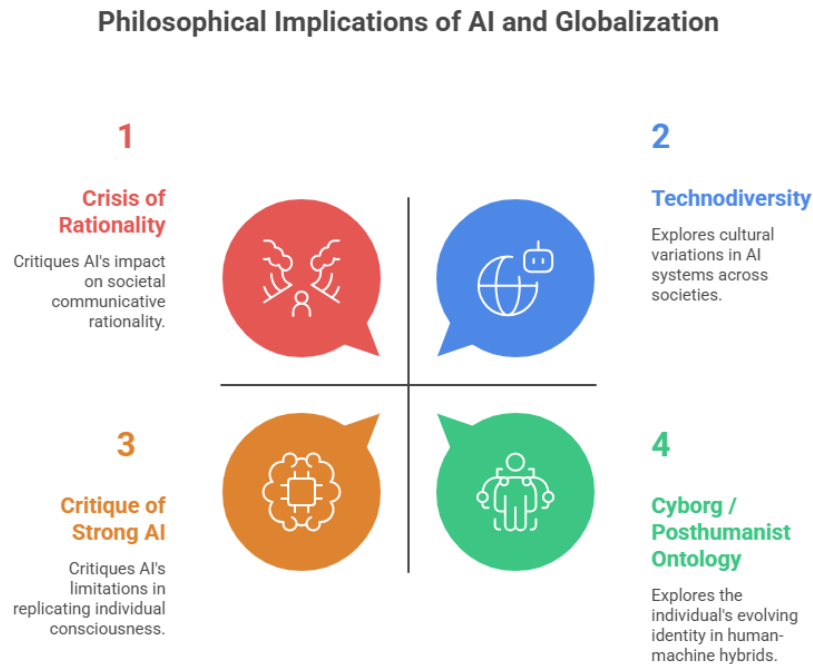 Philosophical Implications of AI and Globalization
1
Crisis of
Rationality
Critiques AI's impact
on societal
communicative
rationality.
2
Technodiversity
Explores cultural
variations in AI
systems across
societies.
3
Critique of
Strong AI
Critiques AI's
limitations in
replicating individual
consciousness.
4
Cyborg /
Posthumanist
Ontology
Explores the
individual's evolving
identity in human-
machine hybrids.